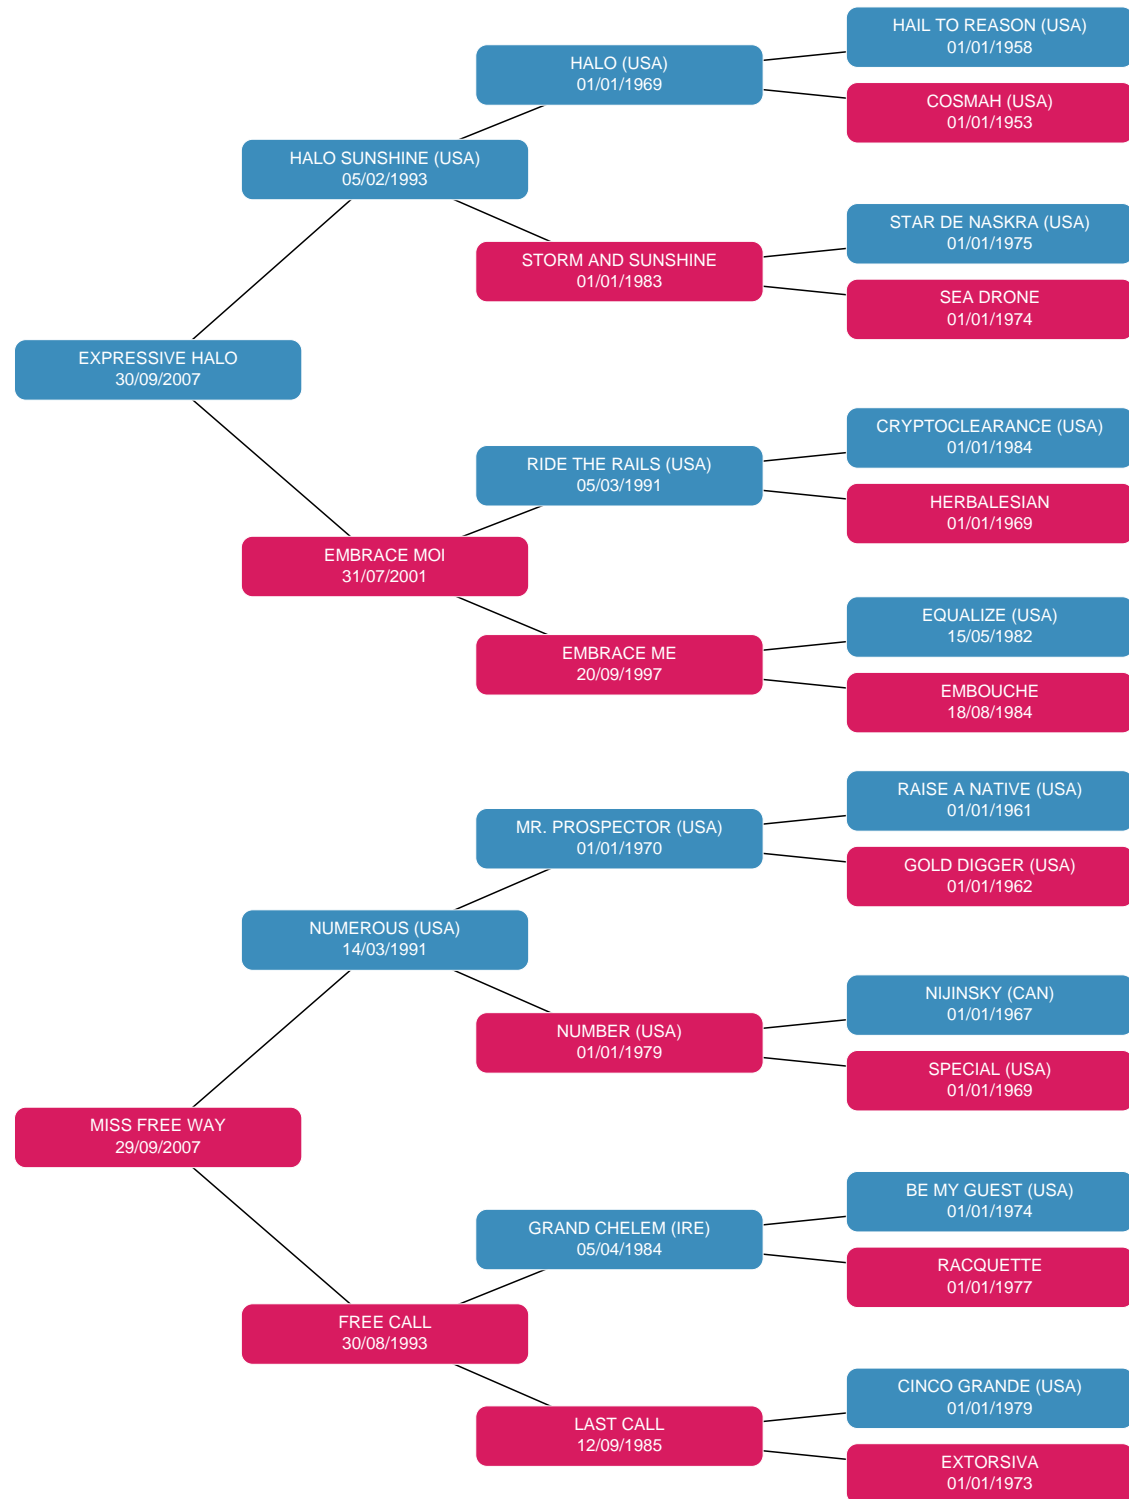 HAIL TO REASON (USA)
01/01/1958
HALO (USA)
01/01/1969
COSMAH (USA)
01/01/1953
HALO SUNSHINE (USA)
05/02/1993
STAR DE NASKRA (USA)
01/01/1975
STORM AND SUNSHINE
01/01/1983
SEA DRONE
01/01/1974
EXPRESSIVE HALO
30/09/2007
CRYPTOCLEARANCE (USA)
01/01/1984
RIDE THE RAILS (USA)
05/03/1991
HERBALESIAN
01/01/1969
EMBRACE MOI
31/07/2001
EQUALIZE (USA)
15/05/1982
EMBRACE ME
20/09/1997
EMBOUCHE
18/08/1984
RAISE A NATIVE (USA)
01/01/1961
MR. PROSPECTOR (USA)
01/01/1970
GOLD DIGGER (USA)
01/01/1962
NUMEROUS (USA)
14/03/1991
NIJINSKY (CAN)
01/01/1967
NUMBER (USA)
01/01/1979
SPECIAL (USA)
01/01/1969
MISS FREE WAY
29/09/2007
BE MY GUEST (USA)
01/01/1974
GRAND CHELEM (IRE)
05/04/1984
RACQUETTE
01/01/1977
FREE CALL
30/08/1993
CINCO GRANDE (USA)
01/01/1979
LAST CALL
12/09/1985
EXTORSIVA
01/01/1973